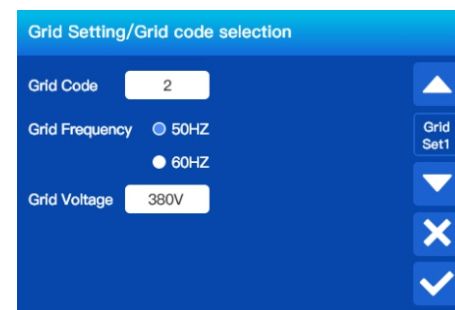 Grid Setting/Grid code selection
Grid Code 2
Grid Frequency 50HZ
60HZ
Grid Voltage 380V
Grid
Set1